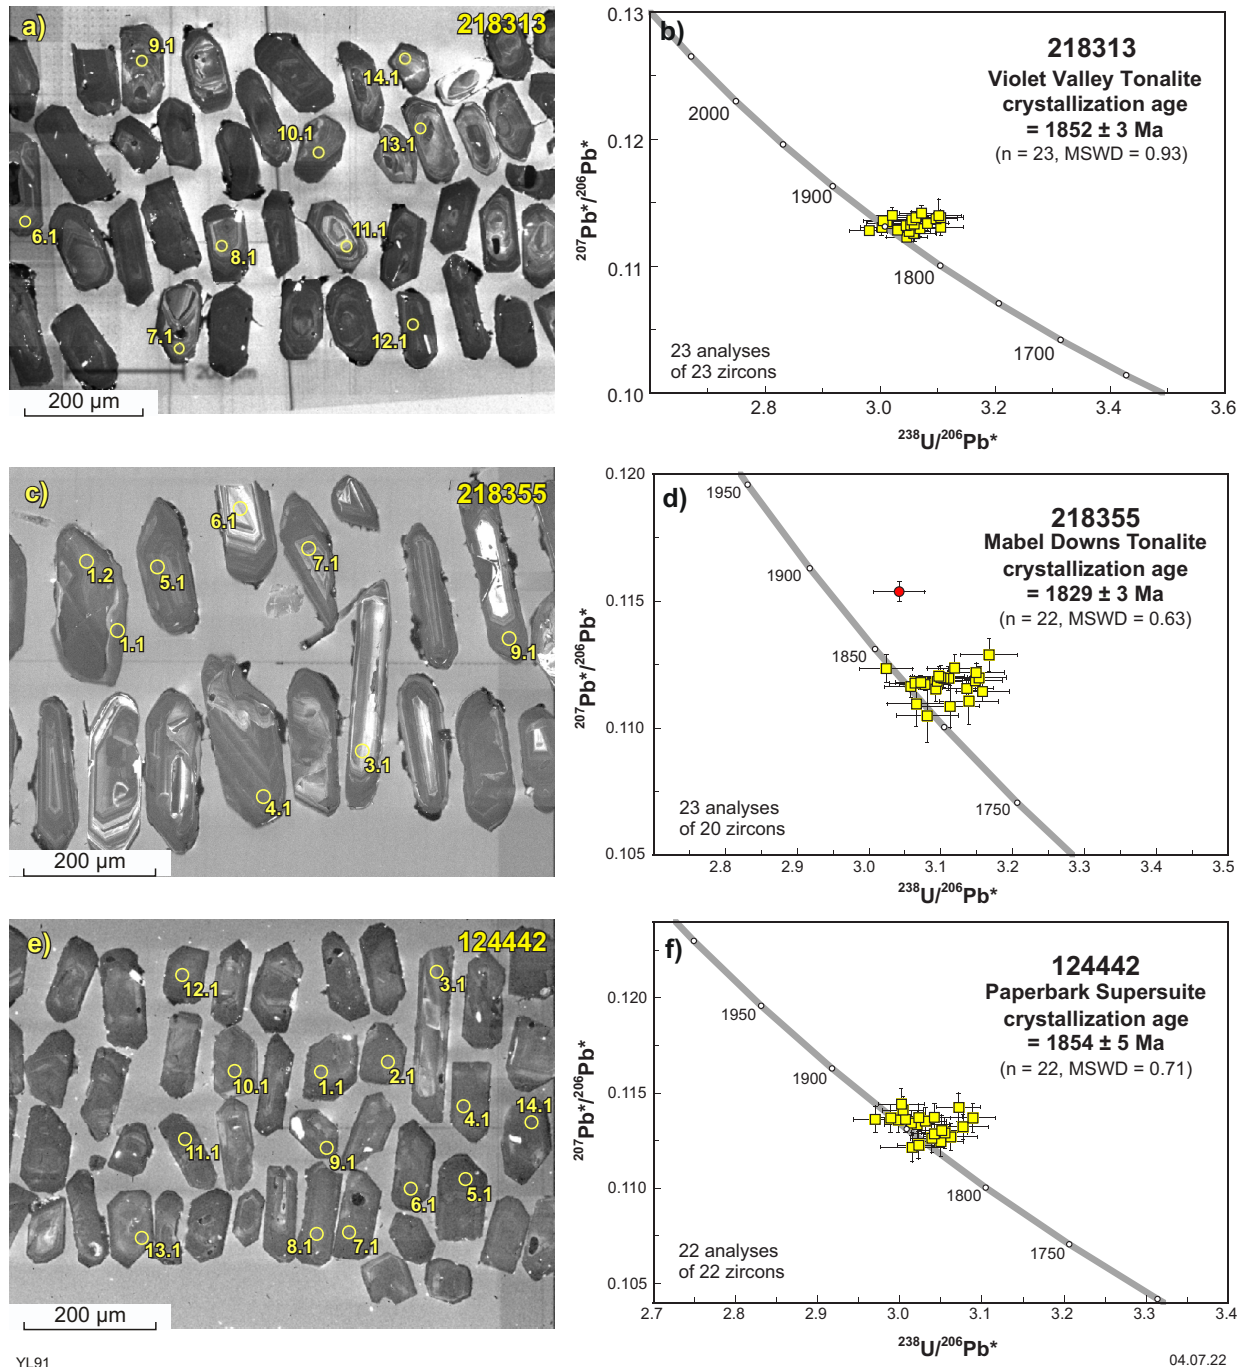 a)
218313
9.1
14.1
10.1
13.1
6.1
8.1
11.1
7.1
12.1
200 µm
b)
218313
Violet Valley Tonalite
crystallization age
= 1852 ± 3 Ma
(n = 23, MSWD = 0.93)
0.13
0.12
0.11
0.10
207Pb*/206Pb*
2000
1900
1800
1700
23 analyses
of 23 zircons
2.8
3.0
3.2
3.4
3.6
238U/206Pb*
c)
218355
6.1
1.2
5.1
7.1
1.1
9.1
3.1
4.1
200 µm
d)
218355
Mabel Downs Tonalite
crystallization age
= 1829 ± 3 Ma
(n = 22, MSWD = 0.63)
0.120
0.115
0.110
0.105
207Pb*/206Pb*
1950
1900
1850
1750
23 analyses
of 20 zircons
2.8
2.9
3.0
3.1
3.2
3.3
3.4
3.5
238U/206Pb*
e)
124442
12.1
3.1
10.1
1.1
2.1
4.1
14.1
11.1
9.1
6.1
5.1
13.1
8.1
7.1
200 µm
f)
124442
Paperbark Supersuite
crystallization age
= 1854 ± 5 Ma
(n = 22, MSWD = 0.71)
0.120
0.115
0.110
0.105
207Pb*/206Pb*
1950
1900
1800
1750
22 analyses
of 22 zircons
2.7
2.8
2.9
3.0
3.1
3.2
3.3
3.4
238U/206Pb*
YL91
04.07.22